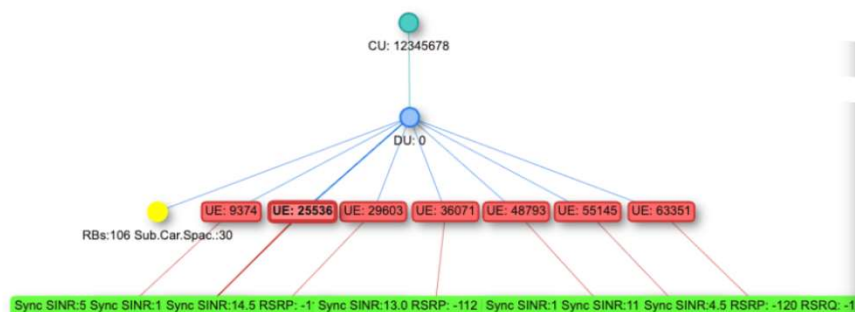 CU: 12345678
DU: 0
UE: 9374 UE: 25536 UE: 29603 UE: 36071 UE: 48793 UE: 55145 UE: 63351
RBs:106 Sub.Car.Spac.:30
Sync SINR:5 Sync SINR:1 Sync SINR:14.5 RSRP: -1 Sync SINR:13.0 RSRP: -112 Sync SINR:1 Sync SINR:11 Sync SINR:4.5 RSRP: -120 RSRQ: -1